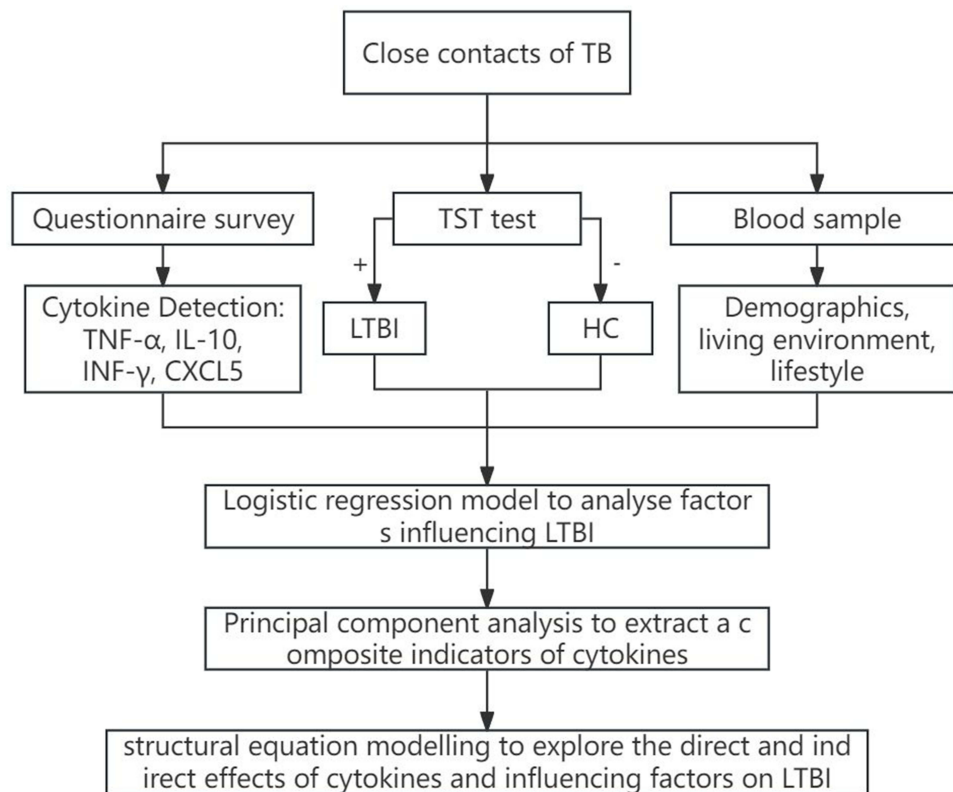 Close contacts of TB
Questionnaire survey
TST test
Blood sample
+
-
Cytokine Detection:
TNF-α, IL-10,
INF-γ, CXCL5
LTBI
HC
Demographics,
living environment,
lifestyle
Logistic regression model to analyse factor
s influencing LTBI
Principal component analysis to extract a c
omposite indicators of cytokines
structural equation modelling to explore the direct and ind
irect effects of cytokines and influencing factors on LTBI